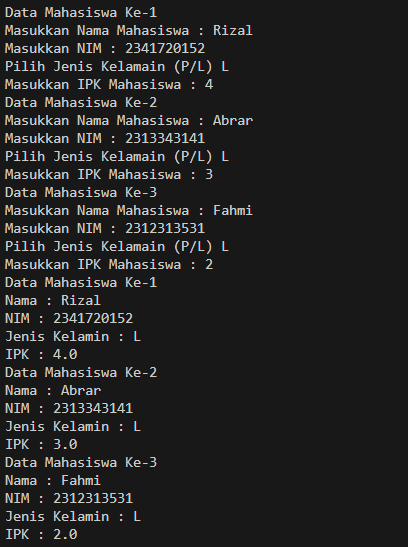 Data Mahasiswa Ke-1
Masukkan Nama Mahasiswa : Rizal
Masukkan NIM : 2341720152
Pilih Jenis Kelamain (P/L) L
Masukkan IPK Mahasiswa : 4
Data Mahasiswa Ke-2
Masukkan Nama Mahasiswa : Abrar
Masukkan NIM : 2313343141
Pilih Jenis Kelamain (P/L) L
Masukkan IPK Mahasiswa : 3
Data Mahasiswa Ke-3
Masukkan Nama Mahasiswa : Fahmi
Masukkan NIM : 2312313531
Pilih Jenis Kelamain (P/L) L
Masukkan IPK Mahasiswa : 2
Data Mahasiswa Ke-1
Nama : Rizal
NIM : 2341720152
Jenis Kelamin : L
IPK : 4.0
Data Mahasiswa Ke-2
Nama : Abrar
NIM : 2313343141
Jenis Kelamin : L
IPK : 3.0
Data Mahasiswa Ke-3
Nama : Fahmi
NIM : 2312313531
Jenis Kelamin : L
IPK : 2.0